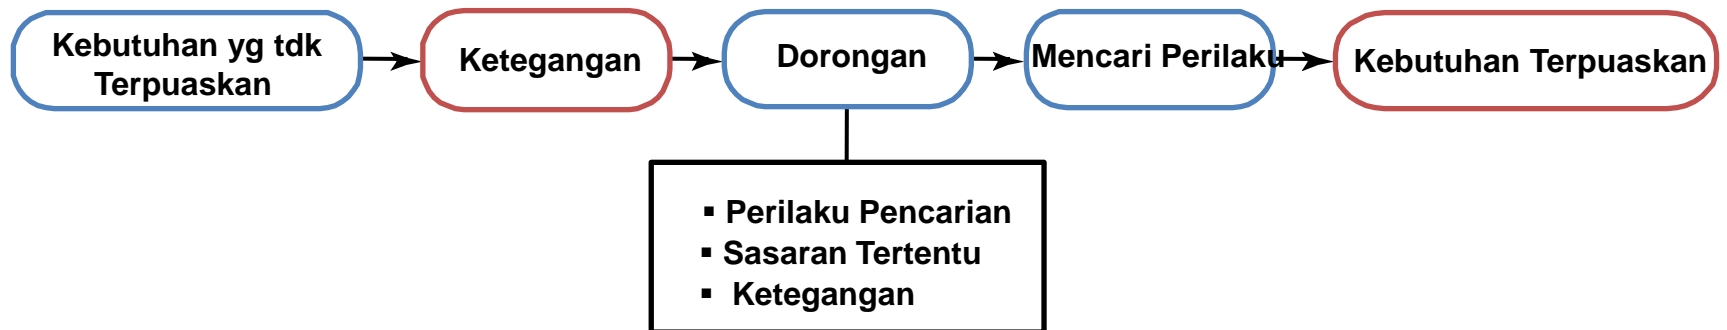 Kebutuhan yg tdk
Terpuaskan
Ketegangan
Dorongan
Mencari Perilaku
Kebutuhan Terpuaskan
▪ Perilaku Pencarian
▪ Sasaran Tertentu
▪ Ketegangan